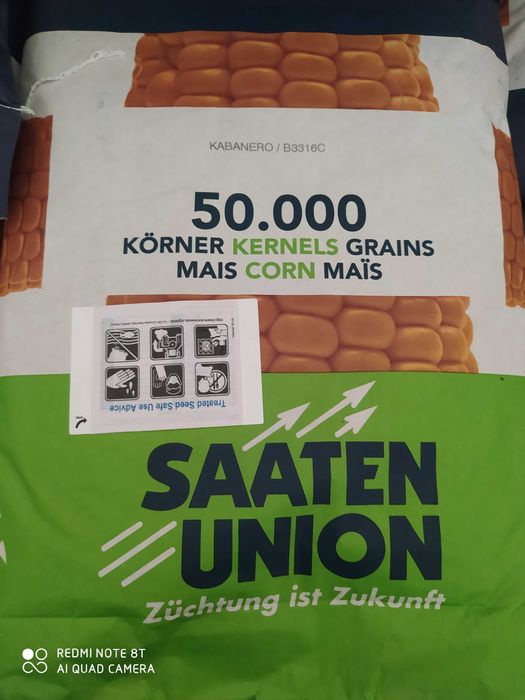 KABANERO / B3316C
50.000
KÖRNER KERNELS GRAINS
MAIS CORN MAÏS
Treated Seed Safe Use Advice
SAATEN
UNION
Züchtung ist Zukunft
REDMI NOTE 8T
AI QUAD CAMERA